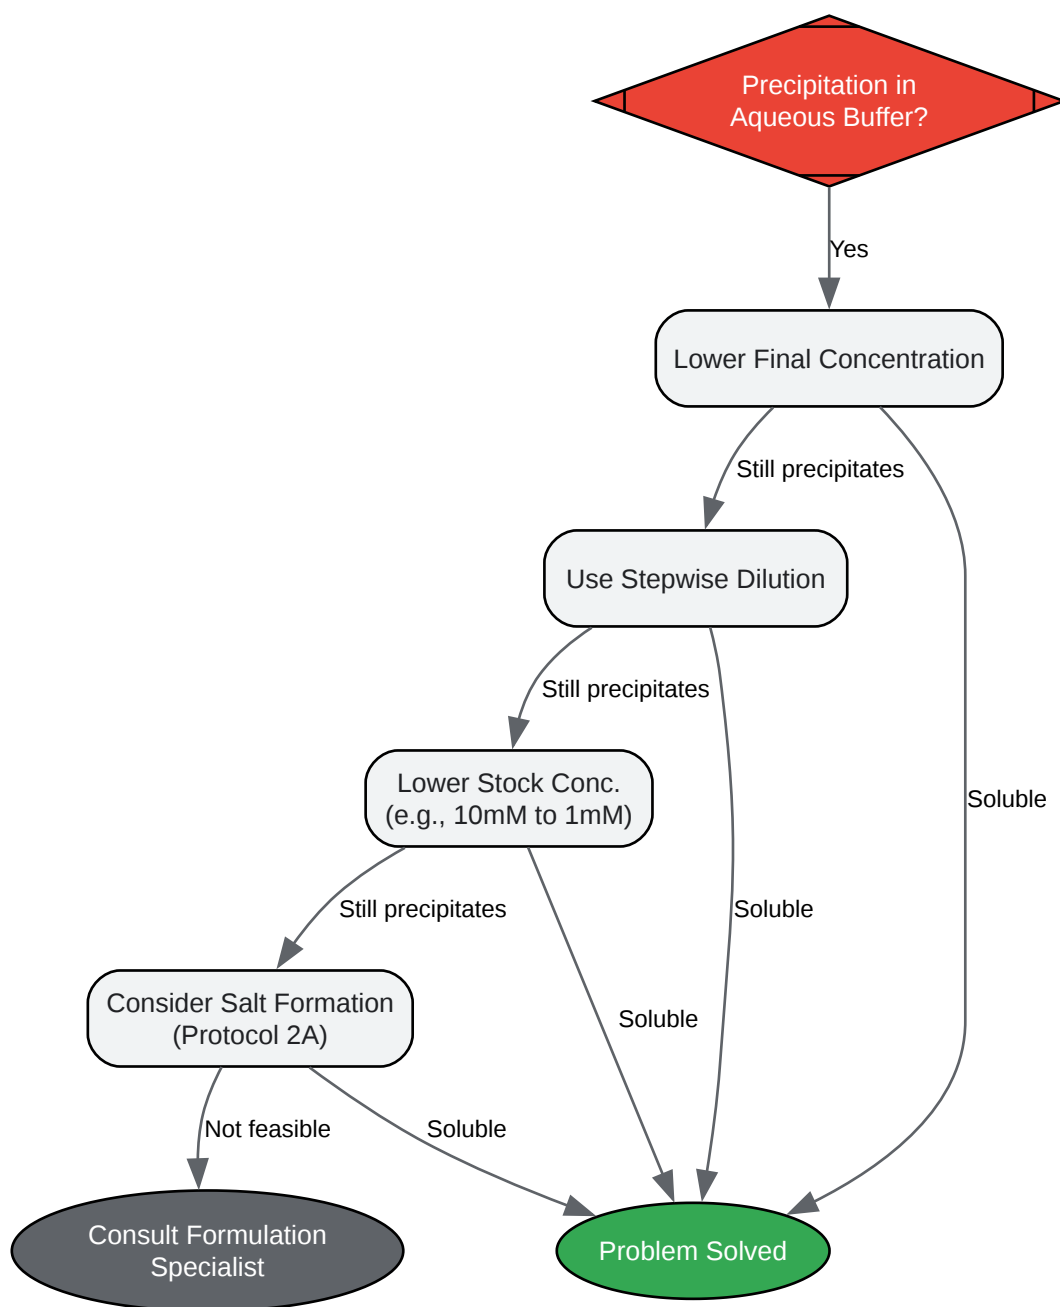 Precipitation in
Aqueous Buffer?
Yes
Lower Final Concentration
Still precipitates
Use Stepwise Dilution
Still precipitates
Lower Stock Conc.
(e.g., 10mM to 1mM)
Soluble
Still precipitates
Soluble
Consider Salt Formation
(Protocol 2A)
Soluble
Not feasible
Soluble
Consult Formulation
Specialist
Problem Solved